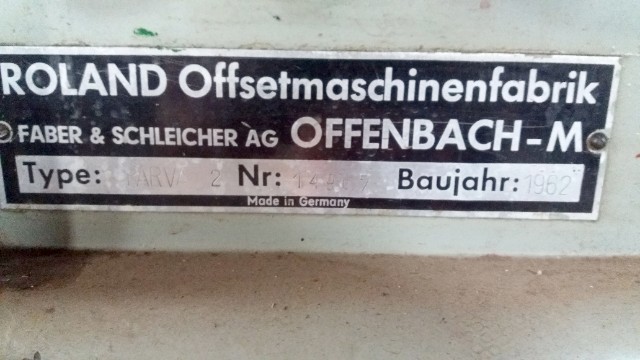 ROLAND Offsetmaschinenfabrik
FABER & SCHLEICHER AG OFFENBACH-M
Type: 2 Nr: Baujahr: 1962
Made in Germany